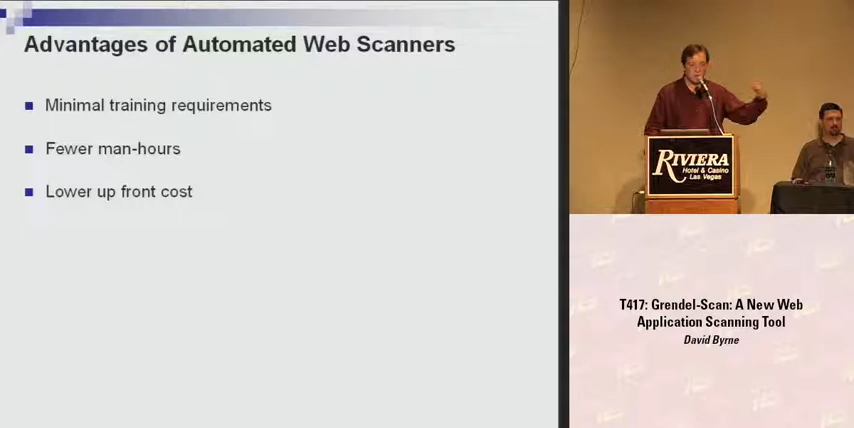 Advantages of Automated Web Scanners
Minimal training requirements
Fewer man-hours
Lower up front cost
RIVIERA
Hotel & Casino
Las Vegas
T417: Grendel-Scan: A New Web
Application Scanning Tool
David Byrne